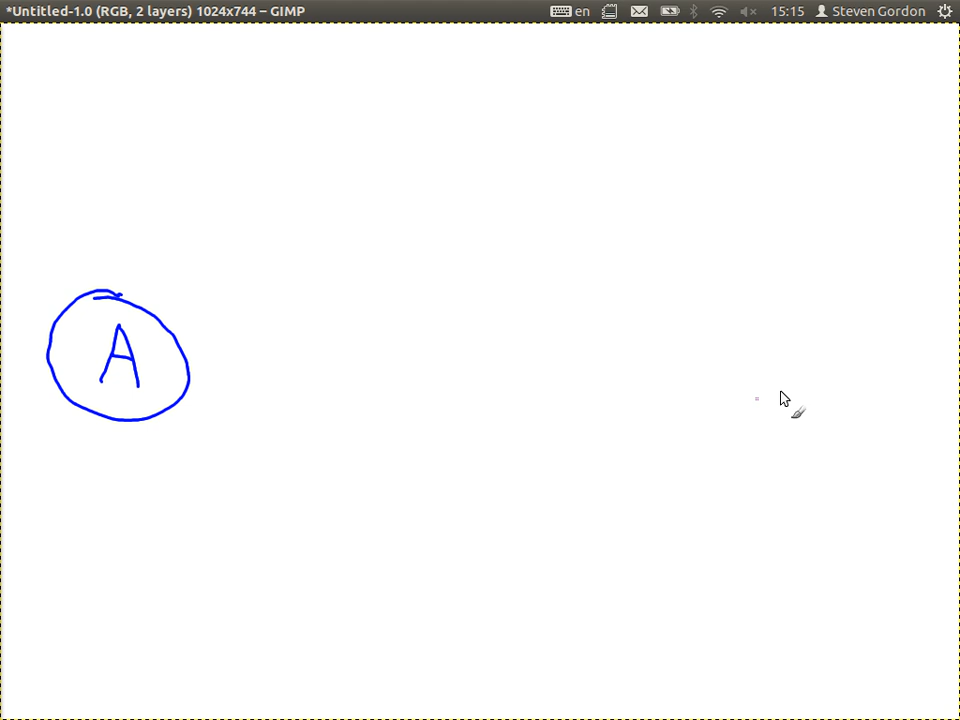 *Untitled-1.0 (RGB, 2 layers) 1024x744 – GIMP en 15:15 Steven Gordon
A